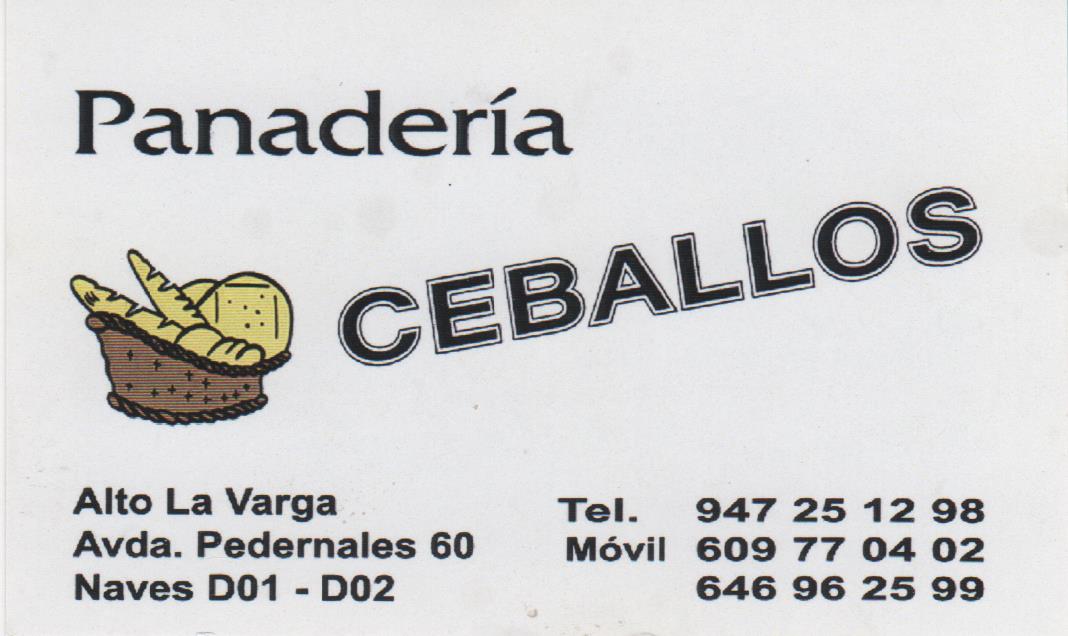 Panadería
CEBALLOS
Alto La Varga
Avda. Pedernales 60
Naves D01 - D02
Tel. 947 25 12 98
Móvil 609 77 04 02
646 96 25 99